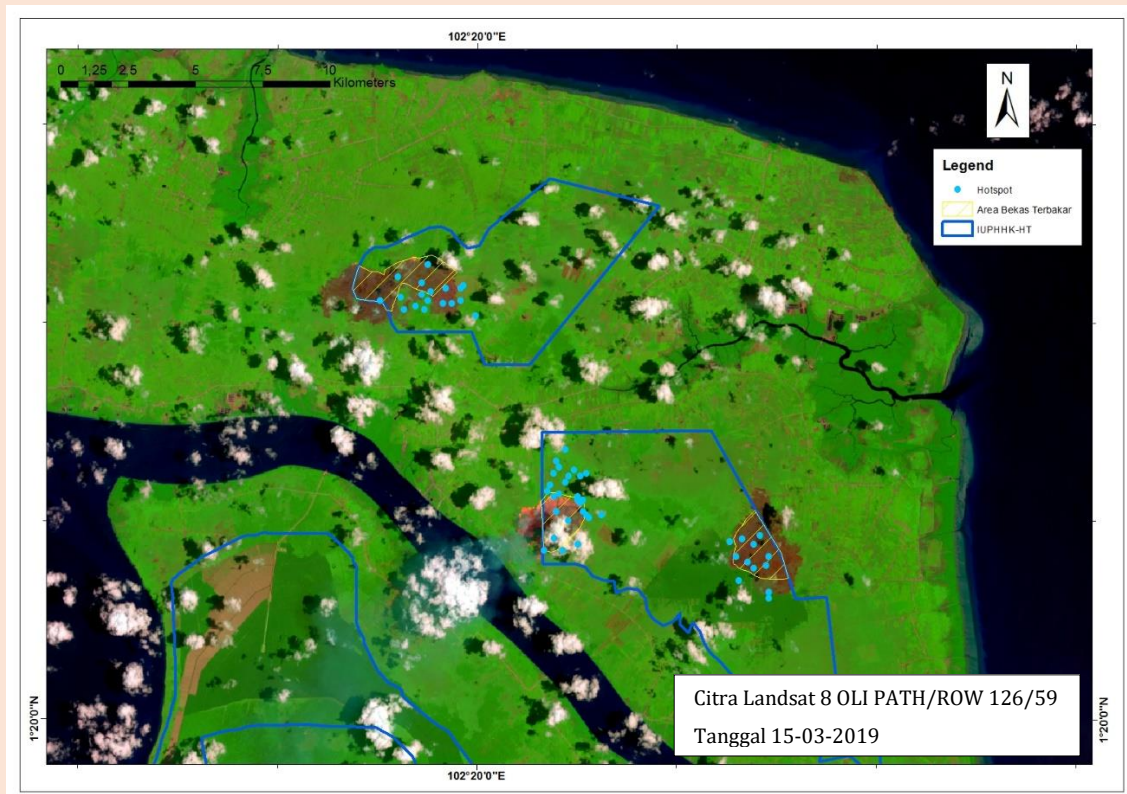 102°20'0"E
0 1,25 2,5 5 7,5 10
Kilometers
N
Legend
Hotspot
Area Bekas Terbakar
IUPHHK-HT
1°20'0"N
1°20'0"N
Citra Landsat 8 OLI PATH/ROW 126/59
Tanggal 15-03-2019
102°20'0"E